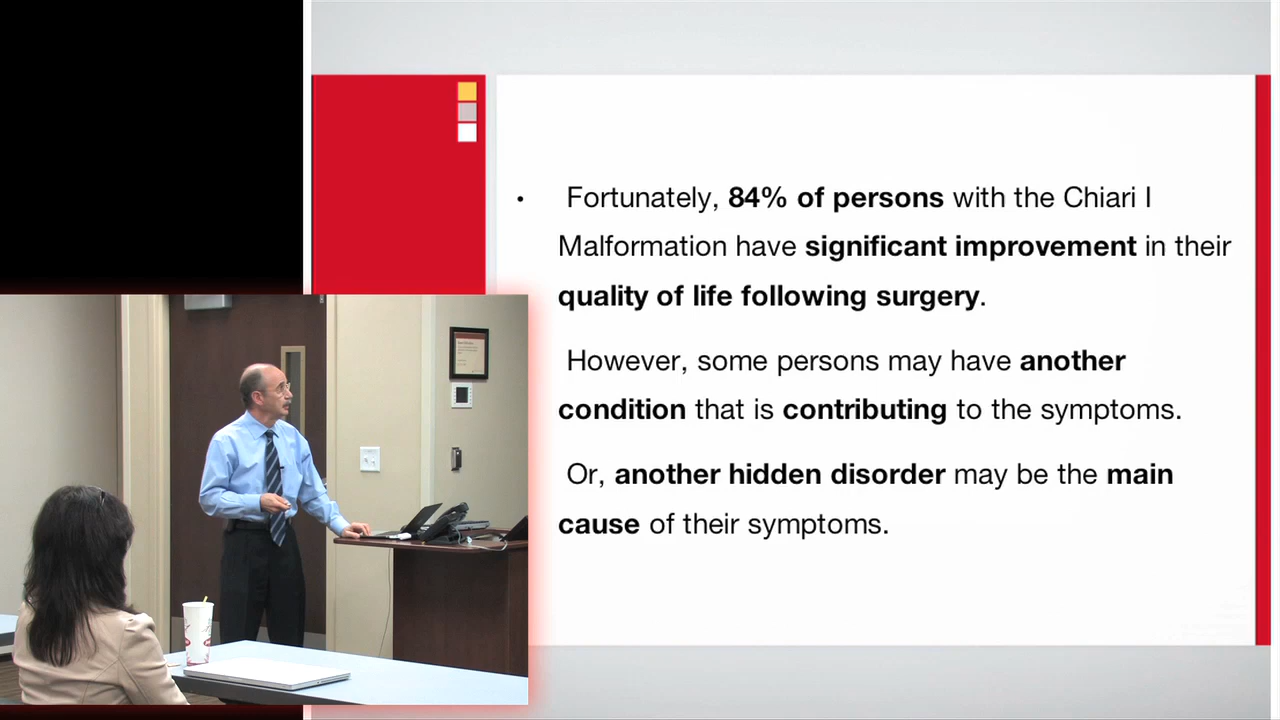 • Fortunately, 84% of persons with the Chiari I
Malformation have significant improvement in their
quality of life following surgery.
However, some persons may have another
condition that is contributing to the symptoms.
Or, another hidden disorder may be the main
cause of their symptoms.